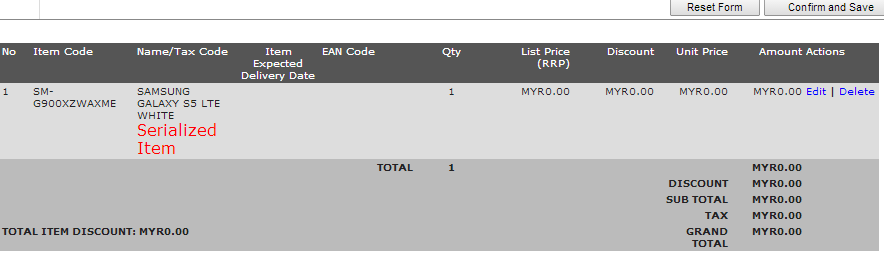 Reset Form Confirm and Save
No Item Code Name/Tax Code Item Expected Delivery Date EAN Code Qty List Price (RRP) Discount Unit Price Amount Actions
1 SM-G900XZWAXME SAMSUNG GALAXY S5 LTE WHITE Serialized Item 1 MYR0.00 MYR0.00 MYR0.00 MYR0.00 Edit | Delete
TOTAL 1 MYR0.00
DISCOUNT MYR0.00
SUB TOTAL MYR0.00
TAX MYR0.00
TOTAL ITEM DISCOUNT: MYR0.00 GRAND TOTAL MYR0.00